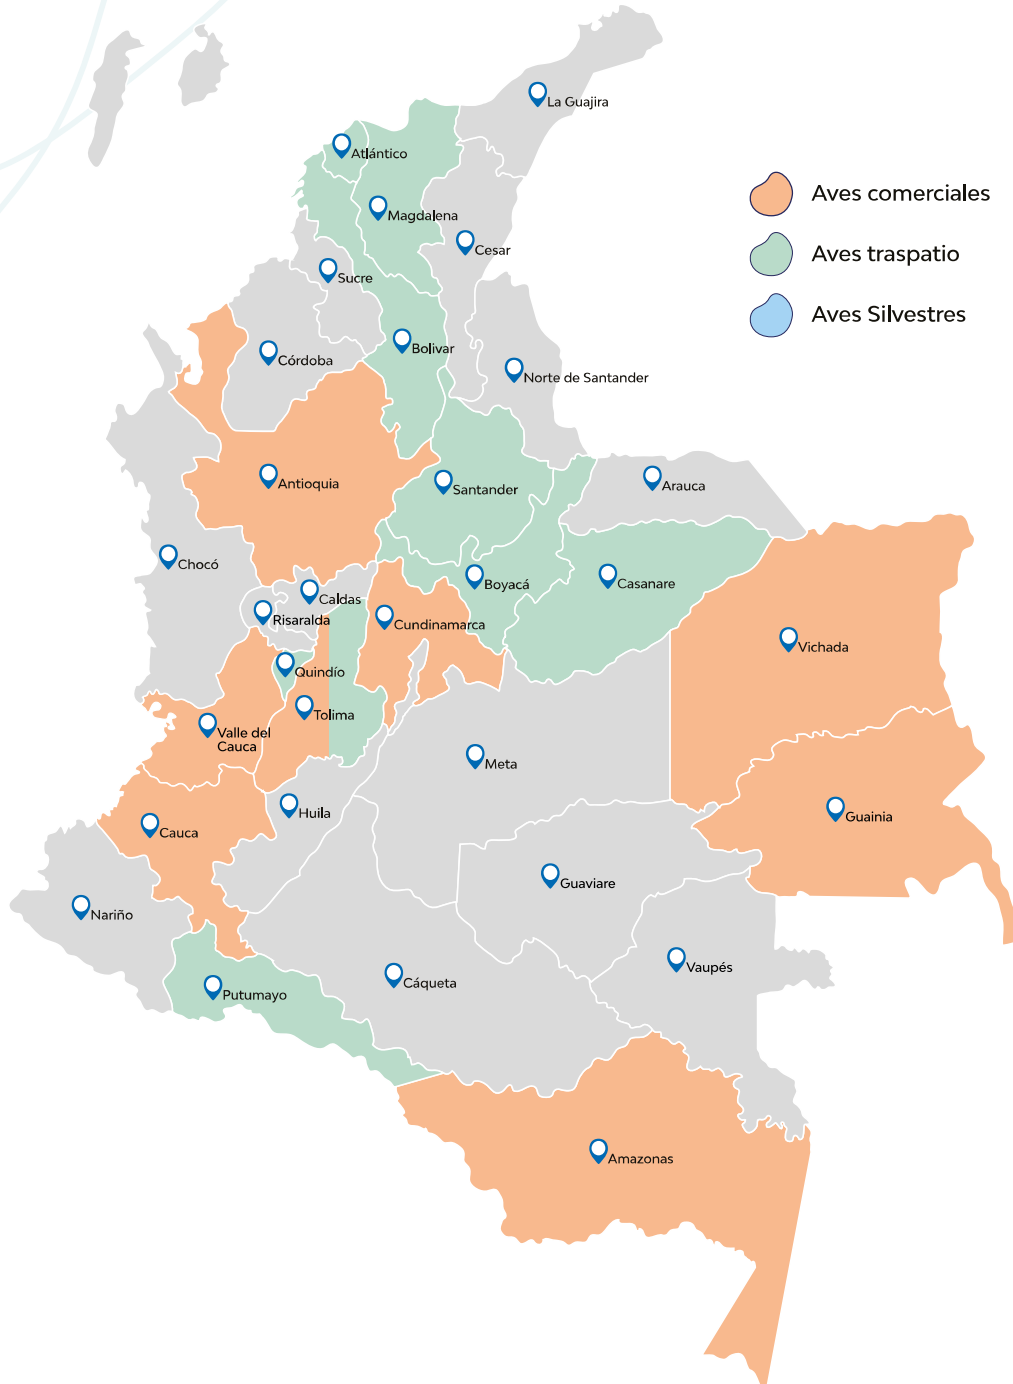 La Guajira
Atlántico
Aves comerciales
Magdalena
Cesar
Aves traspatio
Sucre
Aves Silvestres
Bolivar
Córdoba
Norte de Santander
Antioquia
Santander
Arauca
Chocó
Boyacá
Casanare
Caldas
Risaralda
Cundinamarca
Vichada
Quindío
Tolima
Valle del
Cauca
Meta
Huila
Guainia
Cauca
Guaviare
Nariño
Vaupés
Cáqueta
Putumayo
Amazonas